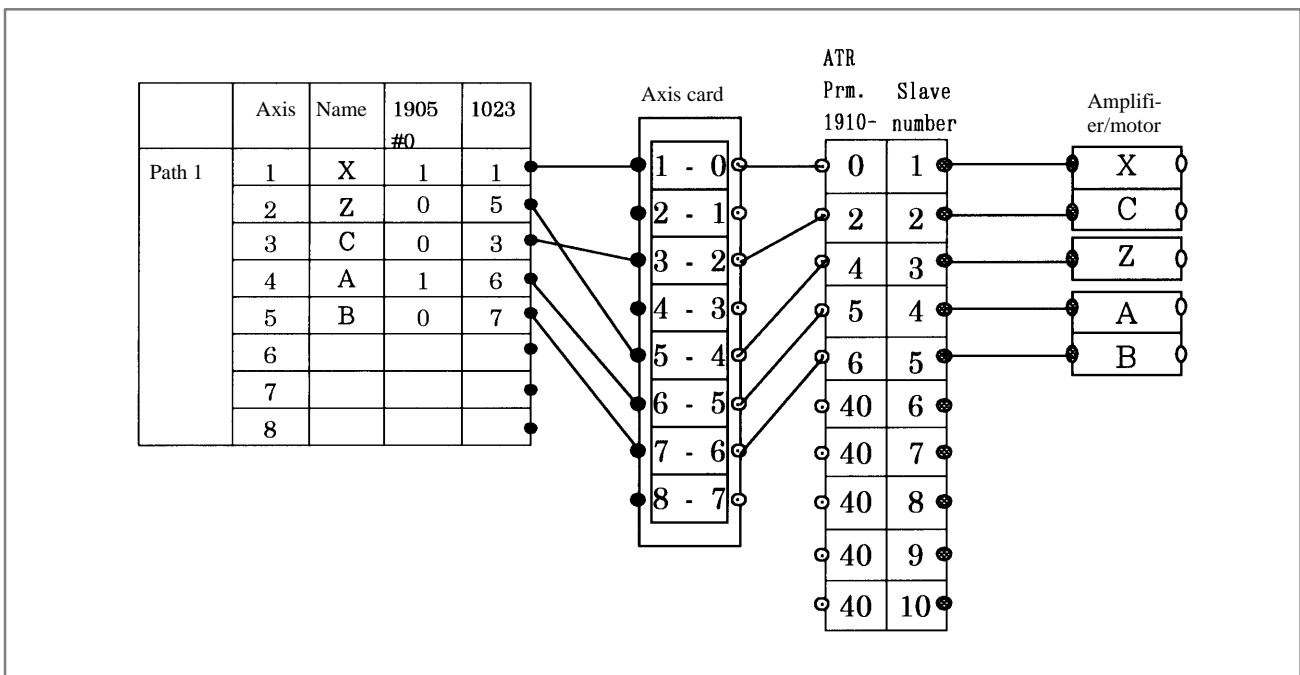 Axis Name 1905 #0 1023
Path 1 1 X 1 1
2 Z 0 5
3 C 0 3
4 A 1 6
5 B 0 7
6
7
8
Axis card
1 - 0
2 - 1
3 - 2
4 - 3
5 - 4
6 - 5
7 - 6
8 - 7
ATR
Prm. Slave
1910- number
0 1
2 2
4 3
5 4
6 5
40 6
40 7
40 8
40 9
40 10
Amplifi-
er/motor
X
C
Z
A
B